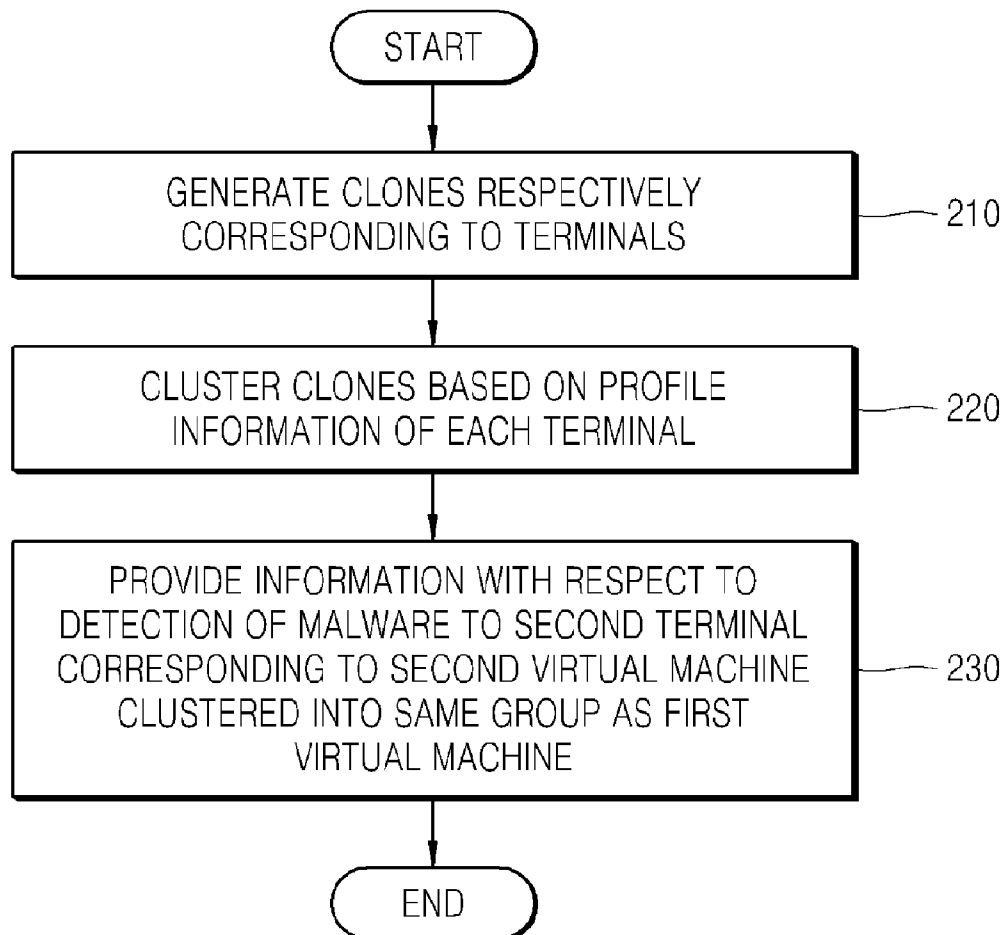 START
GENERATE CLONES RESPECTIVELY
CORRESPONDING TO TERMINALS
210
CLUSTER CLONES BASED ON PROFILE
INFORMATION OF EACH TERMINAL
220
PROVIDE INFORMATION WITH RESPECT TO
DETECTION OF MALWARE TO SECOND TERMINAL
CORRESPONDING TO SECOND VIRTUAL MACHINE
CLUSTERED INTO SAME GROUP AS FIRST
VIRTUAL MACHINE
230
END